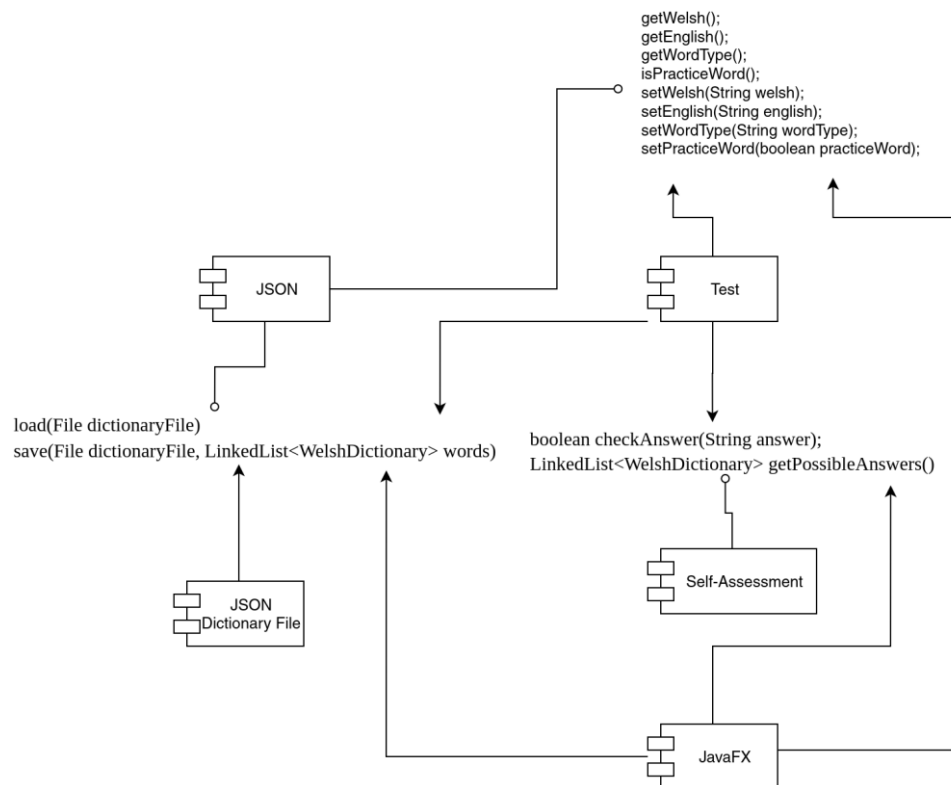 getWelsh();
getEnglish();
getWordType();
isPracticeWord();
setWelsh(String welsh);
setEnglish(String english);
setWordType(String wordType);
setPracticeWord(boolean practiceWord);
JSON
Test
load(File dictionaryFile)
save(File dictionaryFile, LinkedList<WelshDictionary> words)
boolean checkAnswer(String answer);
LinkedList<WelshDictionary> getPossibleAnswers()
JSON
Dictionary File
Self-Assessment
JavaFX